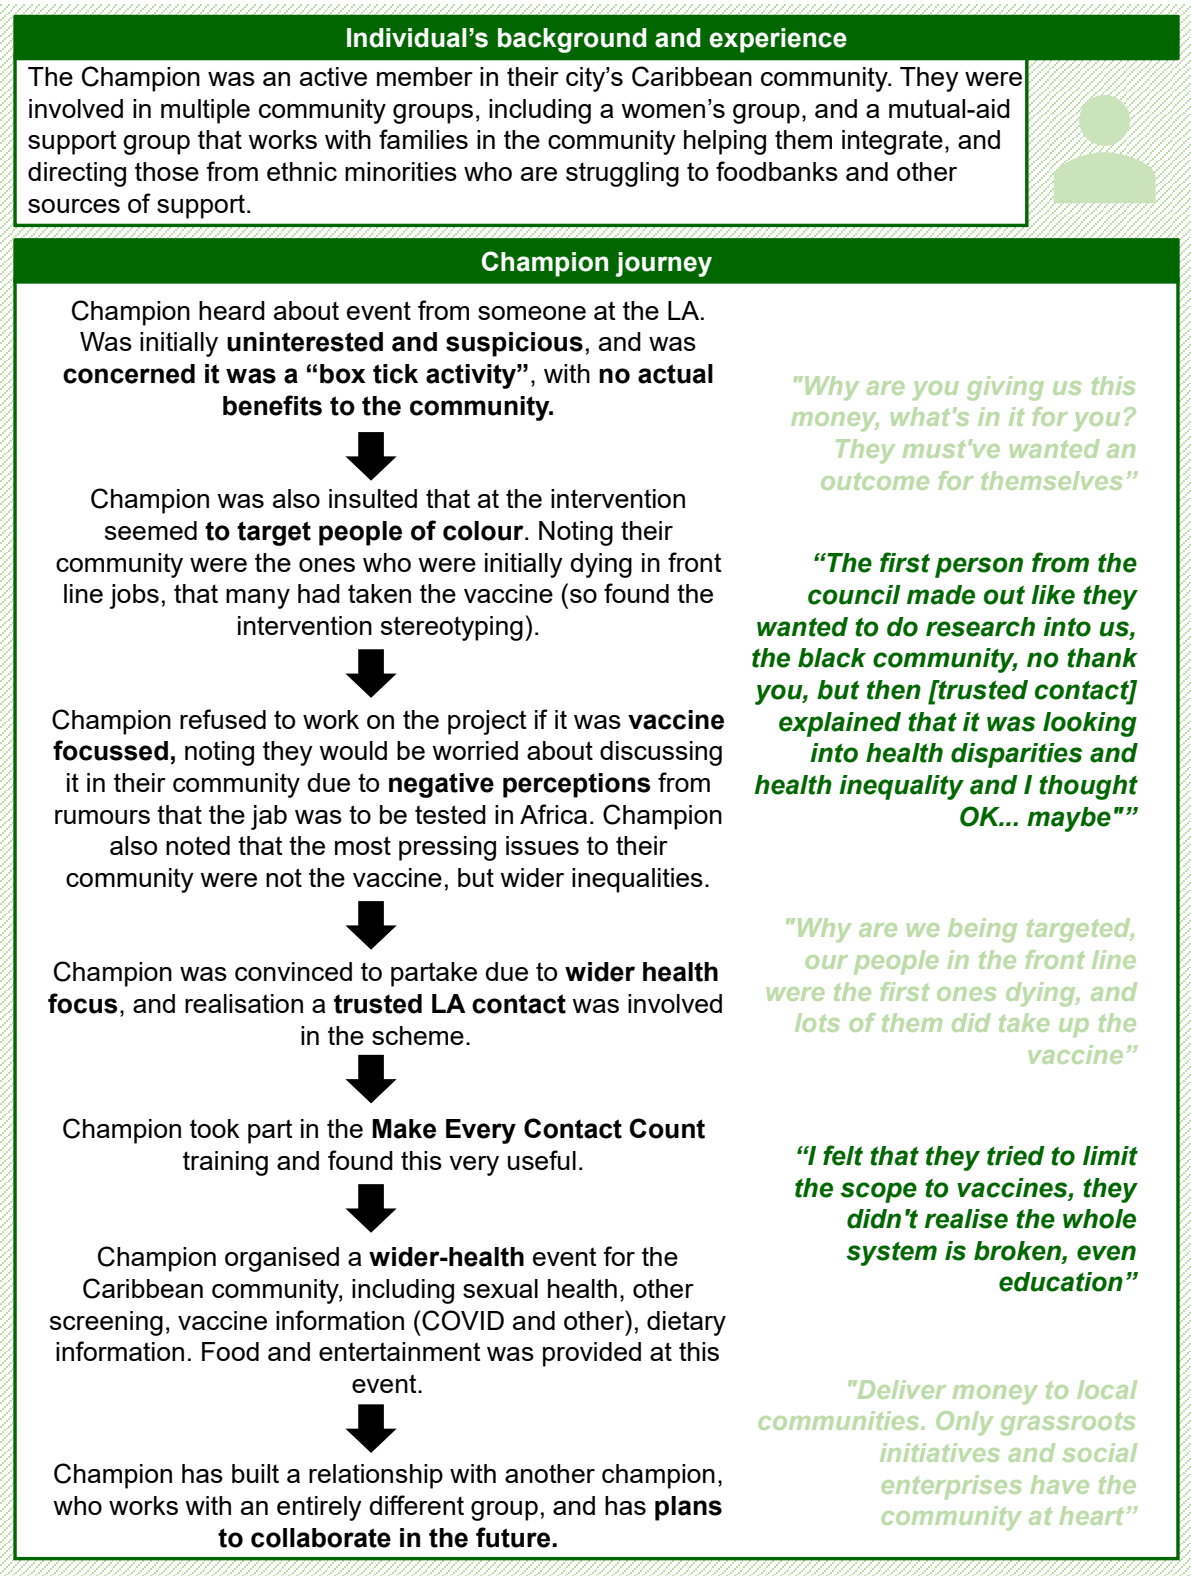 Individual’s background and experience
The Champion was an active member in their city’s Caribbean community. They were
involved in multiple community groups, including a women’s group, and a mutual-aid
support group that works with families in the community helping them integrate, and
directing those from ethnic minorities who are struggling to foodbanks and other
sources of support.
Champion journey
Champion heard about event from someone at the LA.
Was initially uninterested and suspicious, and was
concerned it was a “box tick activity”, with no actual
benefits to the community.
Champion was also insulted that at the intervention
seemed to target people of colour. Noting their
community were the ones who were initially dying in front
line jobs, that many had taken the vaccine (so found the
intervention stereotyping).
Champion refused to work on the project if it was vaccine
focussed, noting they would be worried about discussing
it in their community due to negative perceptions from
rumours that the jab was to be tested in Africa. Champion
also noted that the most pressing issues to their
community were not the vaccine, but wider inequalities.
Champion was convinced to partake due to wider health
focus, and realisation a trusted LA contact was involved
in the scheme.
Champion took part in the Make Every Contact Count
training and found this very useful.
Champion organised a wider-health event for the
Caribbean community, including sexual health, other
screening, vaccine information (COVID and other), dietary
information. Food and entertainment was provided at this
event.
Champion has built a relationship with another champion,
who works with an entirely different group, and has plans
to collaborate in the future.
"Why are you giving us this
money, what's in it for you?
They must've wanted an
outcome for themselves”
“The first person from the
council made out like they
wanted to do research into us,
the black community, no thank
you, but then [trusted contact]
explained that it was looking
into health disparities and
health inequality and I thought
OK... maybe"”
"Why are we being targeted,
our people in the front line
were the first ones dying, and
lots of them did take up the
vaccine”
“I felt that they tried to limit
the scope to vaccines, they
didn't realise the whole
system is broken, even
education”
"Deliver money to local
communities. Only grassroots
initiatives and social
enterprises have the
community at heart”